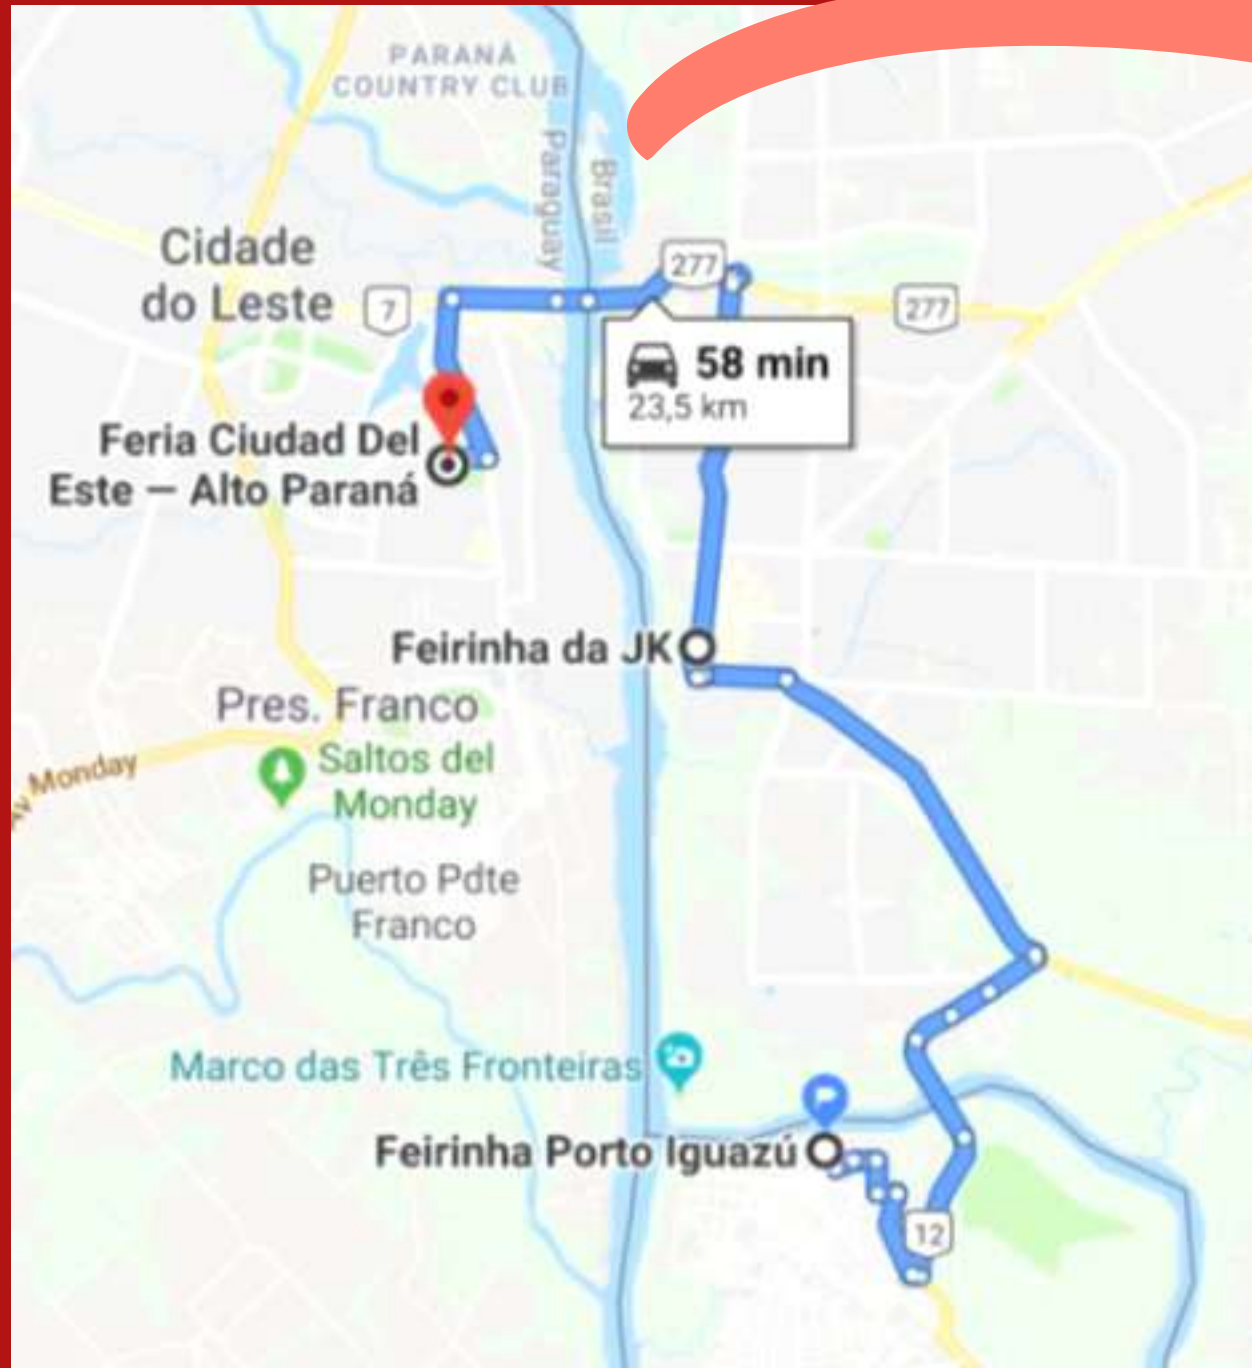 PARANÁ
COUNTRY CLUB
Paraguay
Brasil
Cidade
do Leste
7
277
277
58 min
23,5 km
Feria Ciudad Del
Este – Alto Paraná
Feirinha da JK
Pres. Franco
Saltos del
Monday
Av Monday
Puerto Pdte
Franco
Marco das Três Fronteiras
Feirinha Porto Iguazú
12